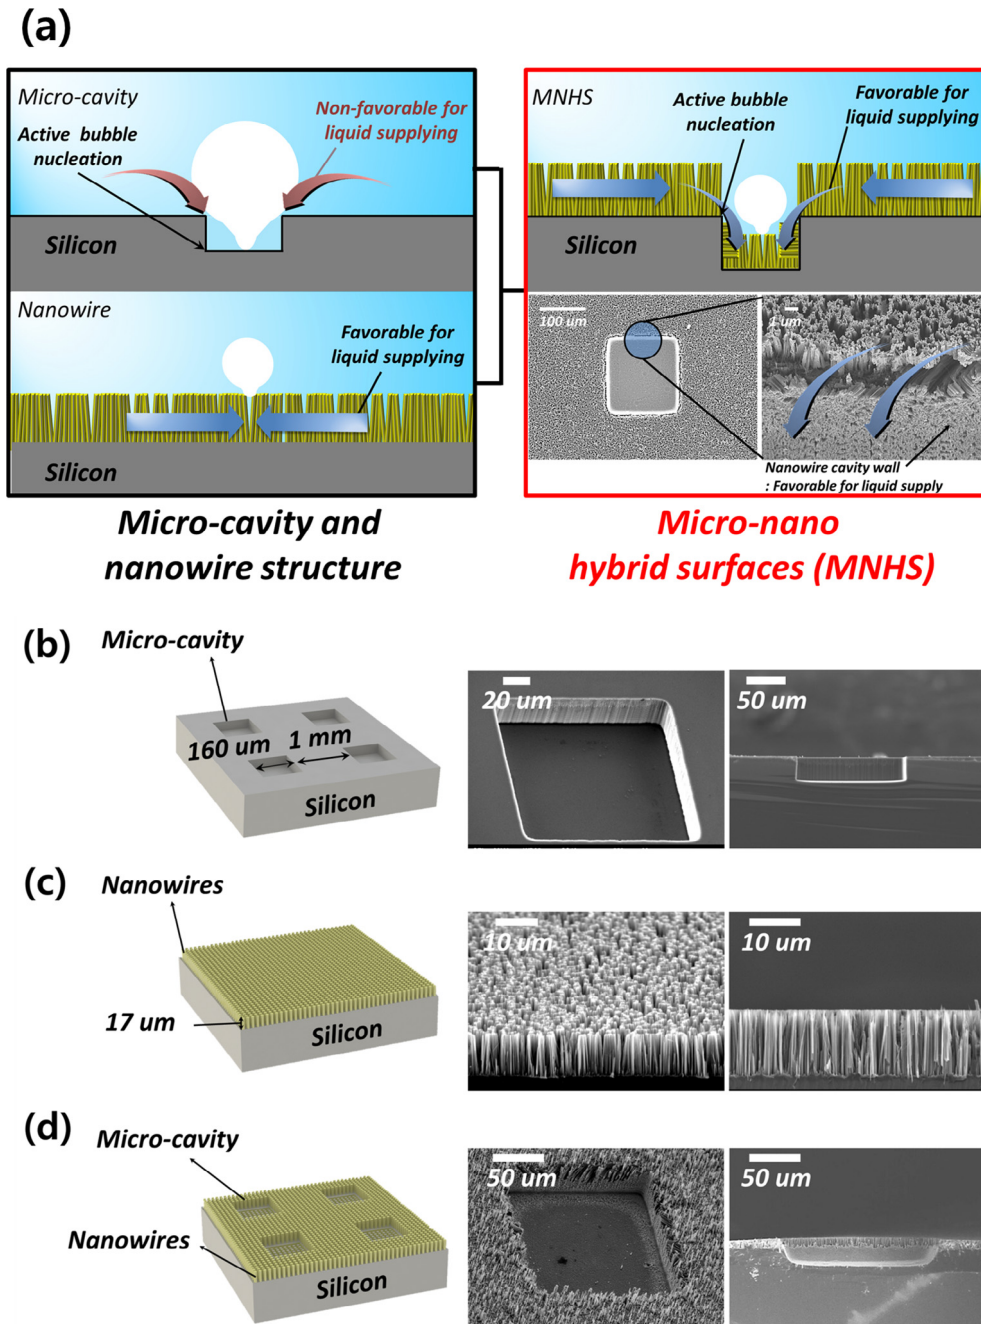 (a)
Micro-cavity
Active bubble
nucleation
Non-favorable for
liquid supplying
Silicon
Nanowire
Favorable for
liquid supplying
Silicon
Micro-cavity and
nanowire structure
MNHS
Active bubble
nucleation
Favorable for
liquid supplying
Silicon
100 um
1 um
Nanowire cavity wall
: Favorable for liquid supply
Micro-nano
hybrid surfaces (MNHS)
(b)
Micro-cavity
160 um
1 mm
Silicon
20 um
50 um
(c)
Nanowires
17 um
Silicon
10 um
10 um
(d)
Micro-cavity
Nanowires
Silicon
50 um
50 um